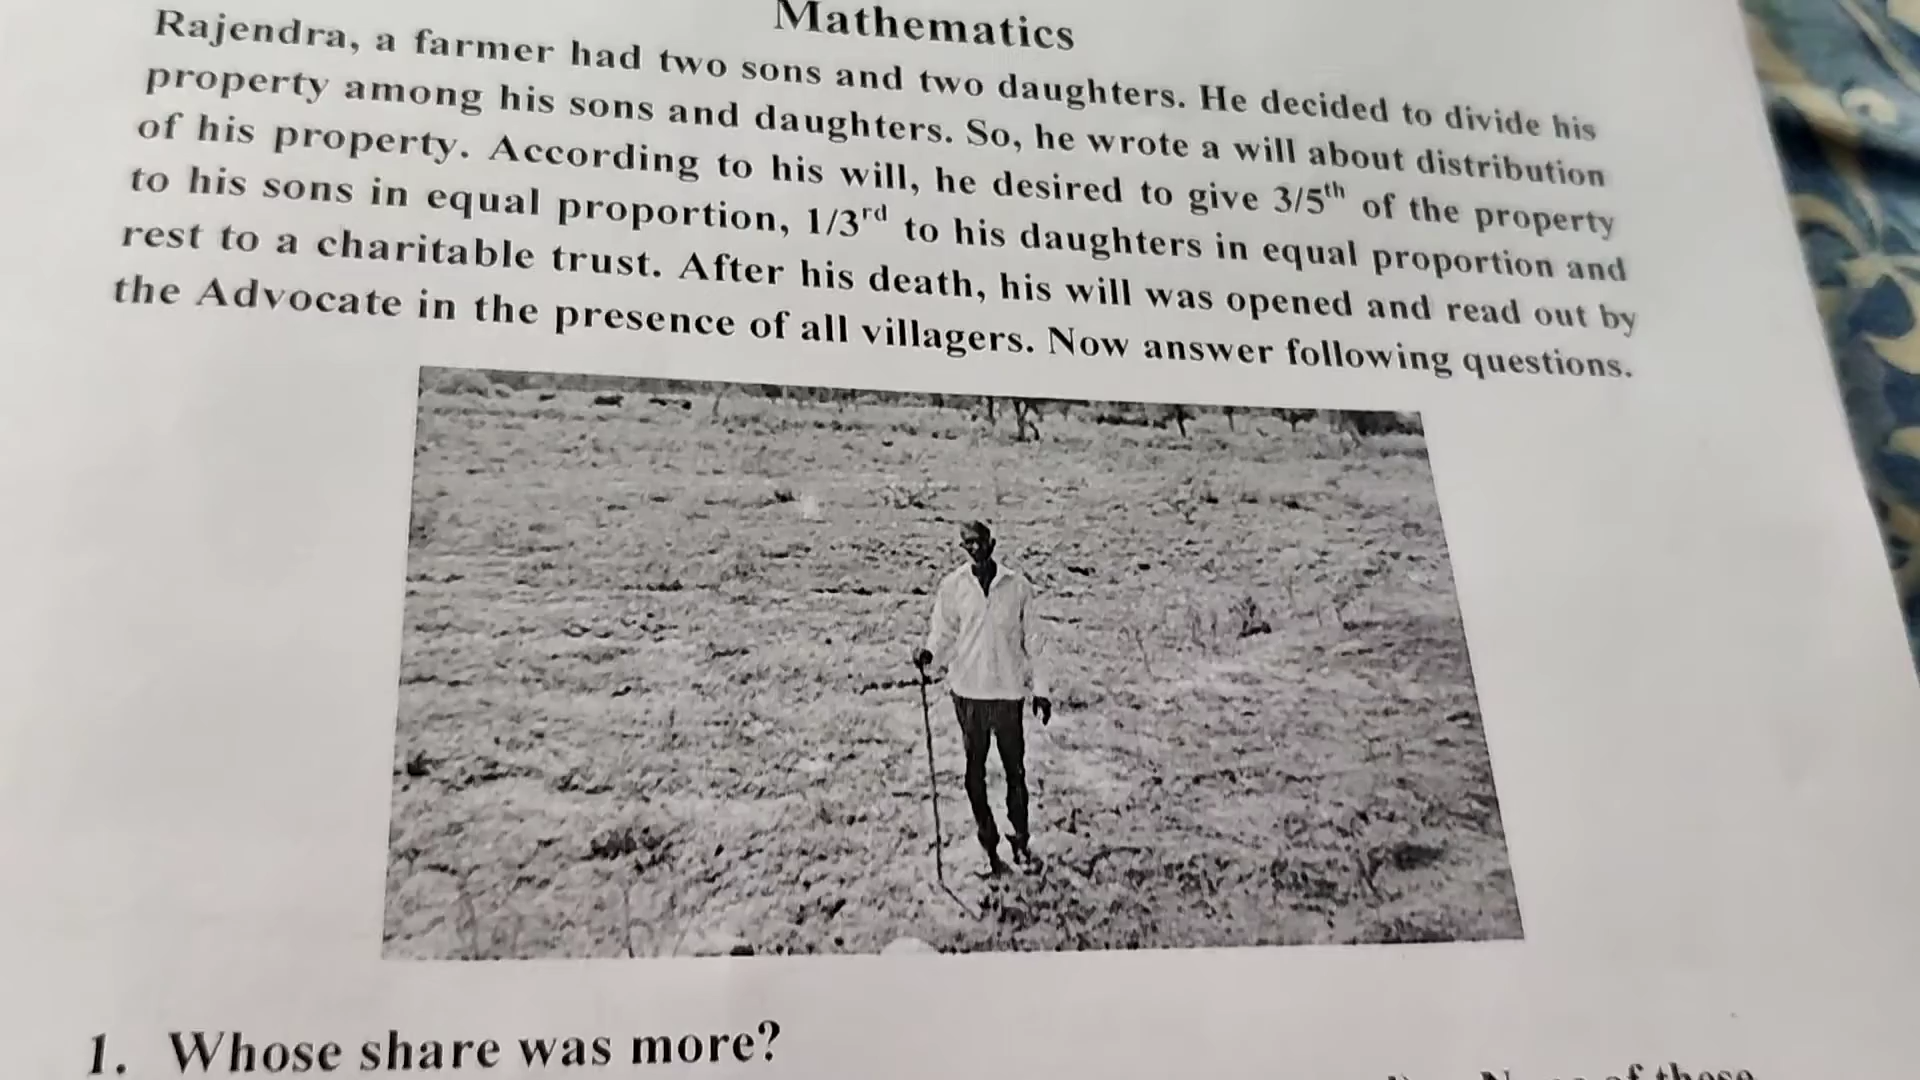 Mathematics
Rajendra, a farmer had two sons and two daughters. He decided to divide his
property among his sons and daughters. So, he wrote a will about distribution
of his property. According to his will, he desired to give 3/5th of the property
to his sons in equal proportion, 1/3rd to his daughters in equal proportion and
rest to a charitable trust. After his death, his will was opened and read out by
the Advocate in the presence of all villagers. Now answer following questions.
1. Whose share was more?
of these